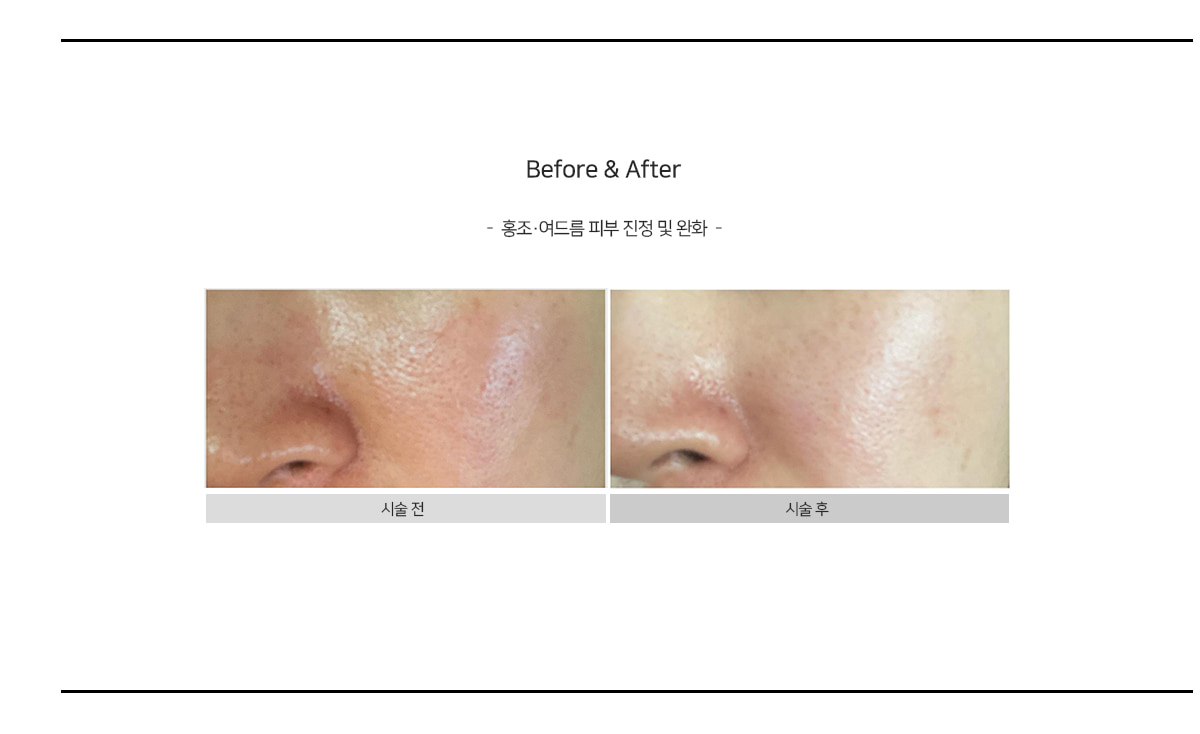 Before & After
- 홍조·여드름 피부 진정 및 완화 -
시술 전
시술 후